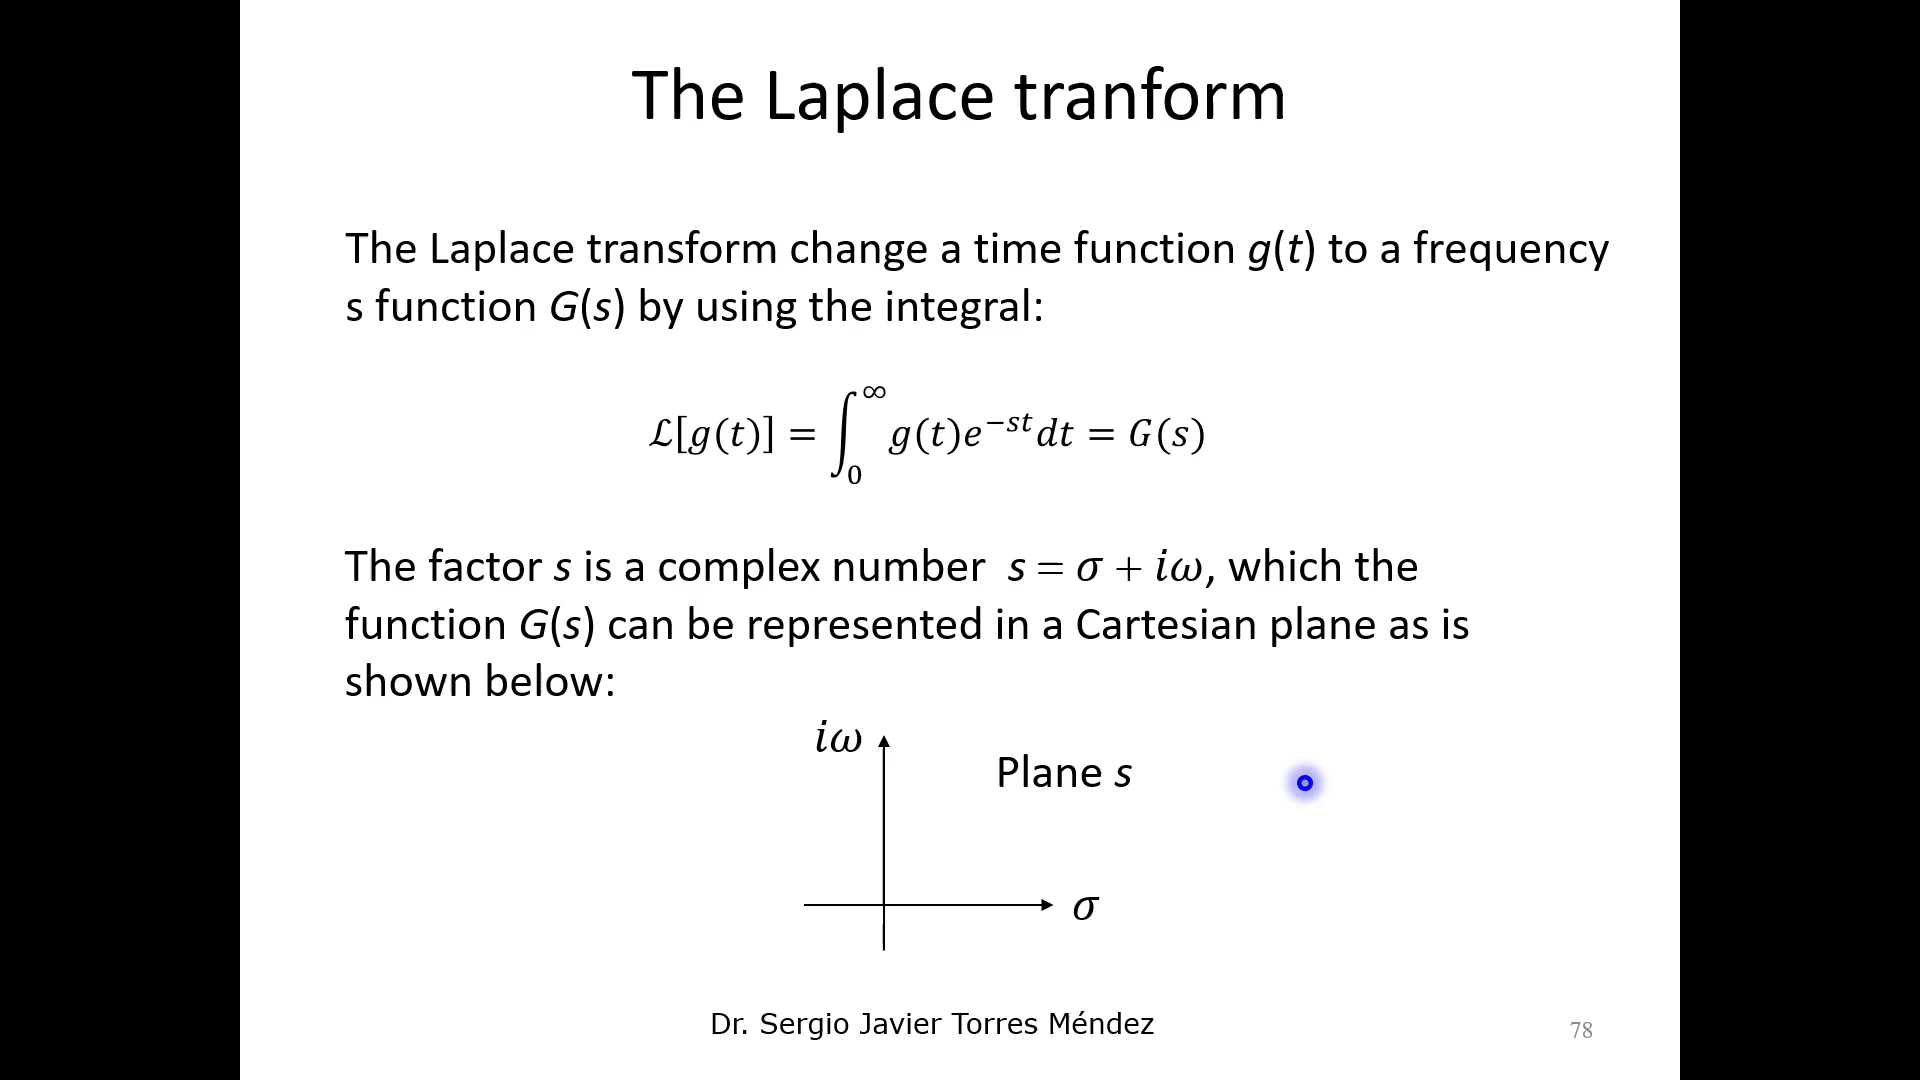 The Laplace tranform
The Laplace transform change a time function g(t) to a frequency
s function G(s) by using the integral:
ℒ[g(t)] = ∫₀^∞ g(t)e^{−st}dt = G(s)
The factor s is a complex number s = σ + iω, which the
function G(s) can be represented in a Cartesian plane as is
shown below:
iω
Plane s
σ
Dr. Sergio Javier Torres Méndez
78